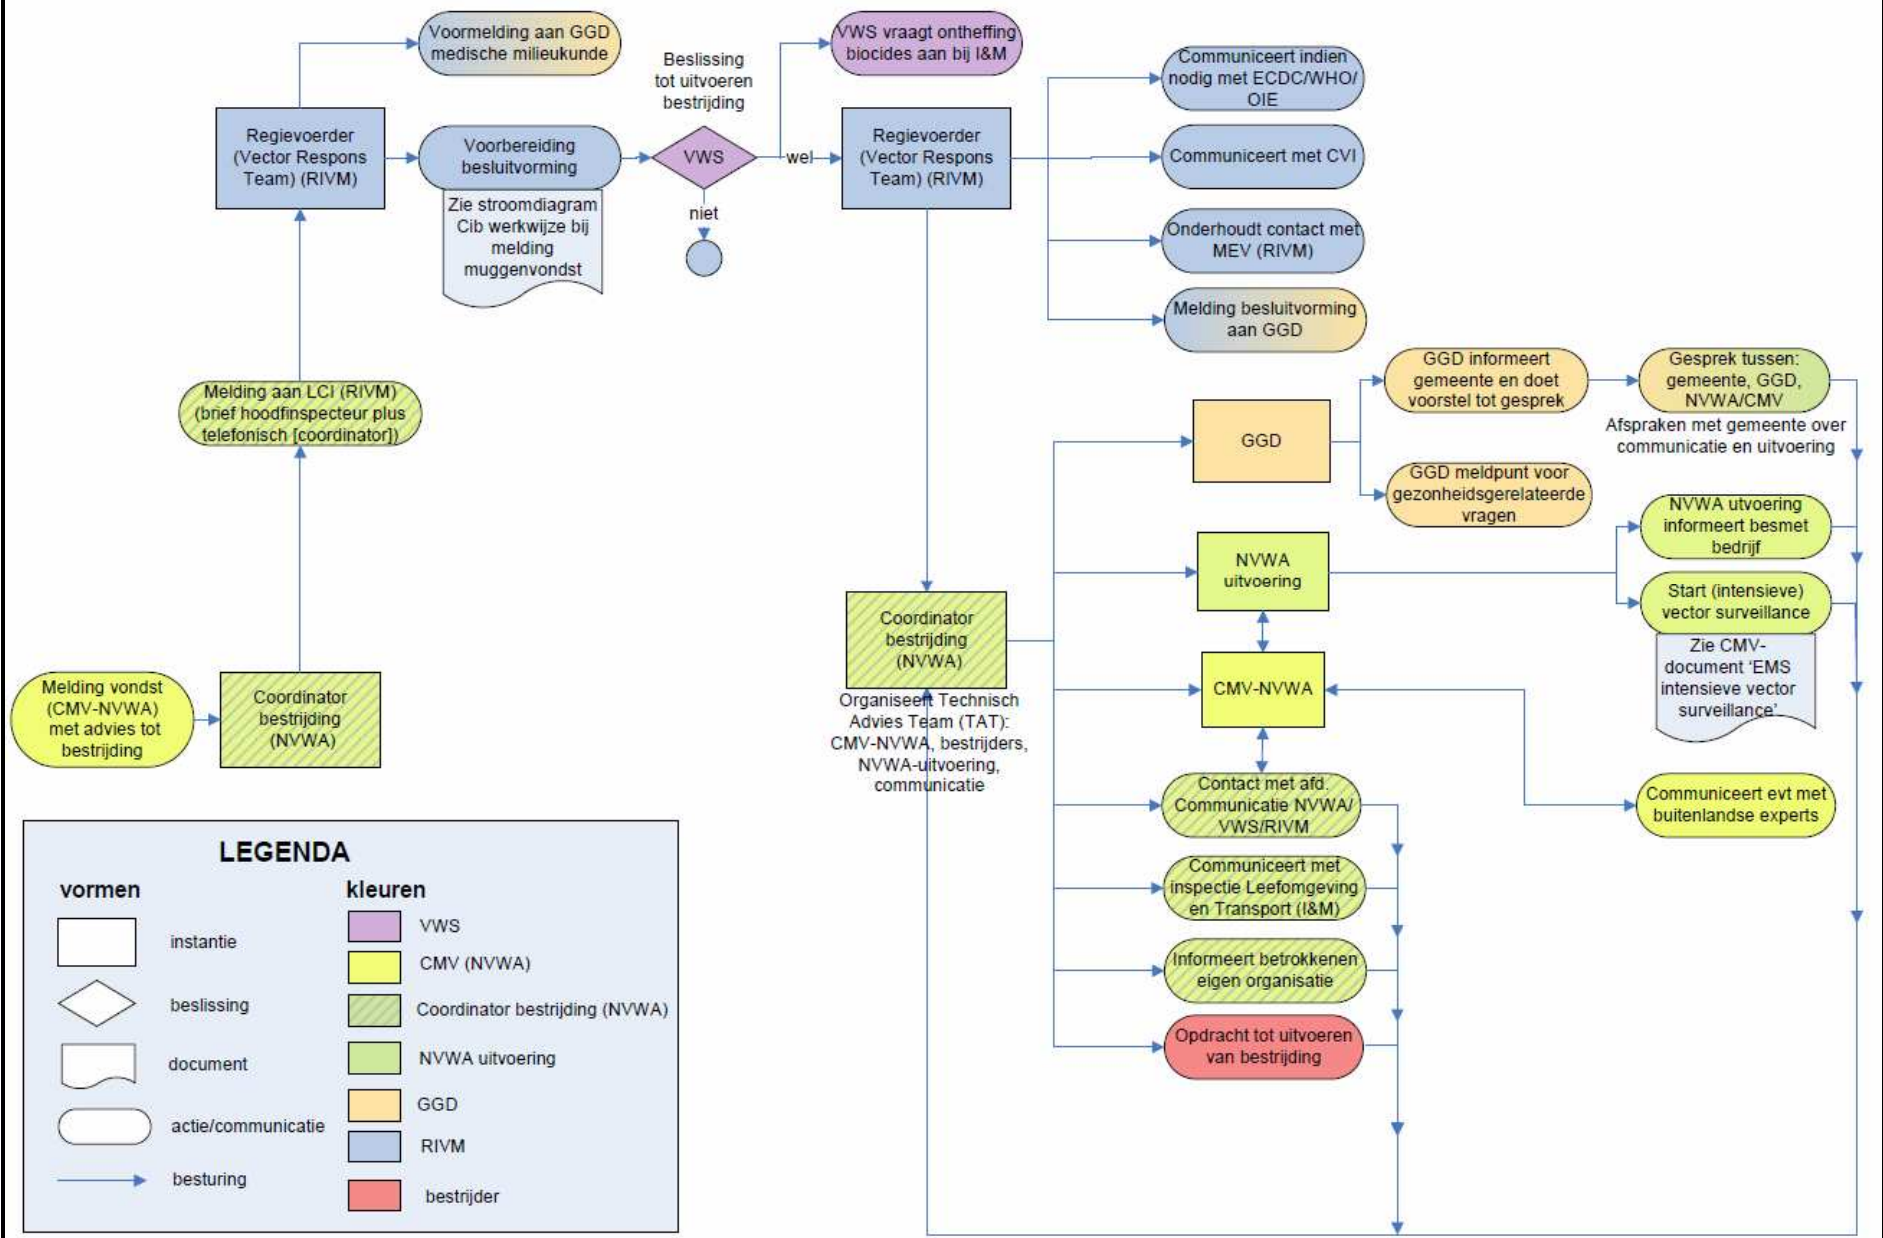 Voormelding aan GGD
medische milieukunde
VWS vraagt ontheffing
biocides aan bij I&M
Beslissing
tot uitvoeren
bestrijding
Communiceert indien
nodig met ECDC/WHO/
OIE
Regievoerder
(Vector Respons
Team) (RIVM)
Voorbereiding
besluitvorming
VWS
wel
Regievoerder
(Vector Respons
Team) (RIVM)
Communiceert met CVI
Zie stroomdiagram
Cib werkwijze bij
melding
muggenvondst
niet
Onderhoudt contact met
MEV (RIVM)
Melding besluitvorming
aan GGD
Melding aan LCI (RIVM)
(brief hoodfinspecteur plus
telefonisch [coordinator])
GGD
GGD informeert
gemeente en doet
voorstel tot gesprek
Gesprek tussen:
gemeente, GGD,
NVWA/CMV
Afspraken met gemeente over
communicatie en uitvoering
GGD meldpunt voor
gezonheidsgerelateerde
vragen
NVWA utvoering
informeert besmet
bedrijf
NVWA
uitvoering
Start (intensieve)
vector surveillance
Zie CMV-
document ‘EMS
intensieve vector
surveillance’
Coordinator
bestrijding
(NVWA)
Organiseert Technisch
Advies Team (TAT):
CMV-NVWA, bestrijders,
NVWA-uitvoering,
communicatie
CMV-NVWA
Melding vondst
(CMV-NVWA)
met advies tot
bestrijding
Coordinator
bestrijding
(NVWA)
Contact met afd.
Communicatie NVWA/
VWS/RIVM
Communiceert evt met
buitenlandse experts
Communiceert met
inspectie Leefomgeving
en Transport (I&M)
Informeert betrokkenen
eigen organisatie
Opdracht tot uitvoeren
van bestrijding
LEGENDA
vormen
instantie
beslissing
document
actie/communicatie
besturing
kleuren
VWS
CMV (NVWA)
Coordinator bestrijding (NVWA)
NVWA uitvoering
GGD
RIVM
bestrijder